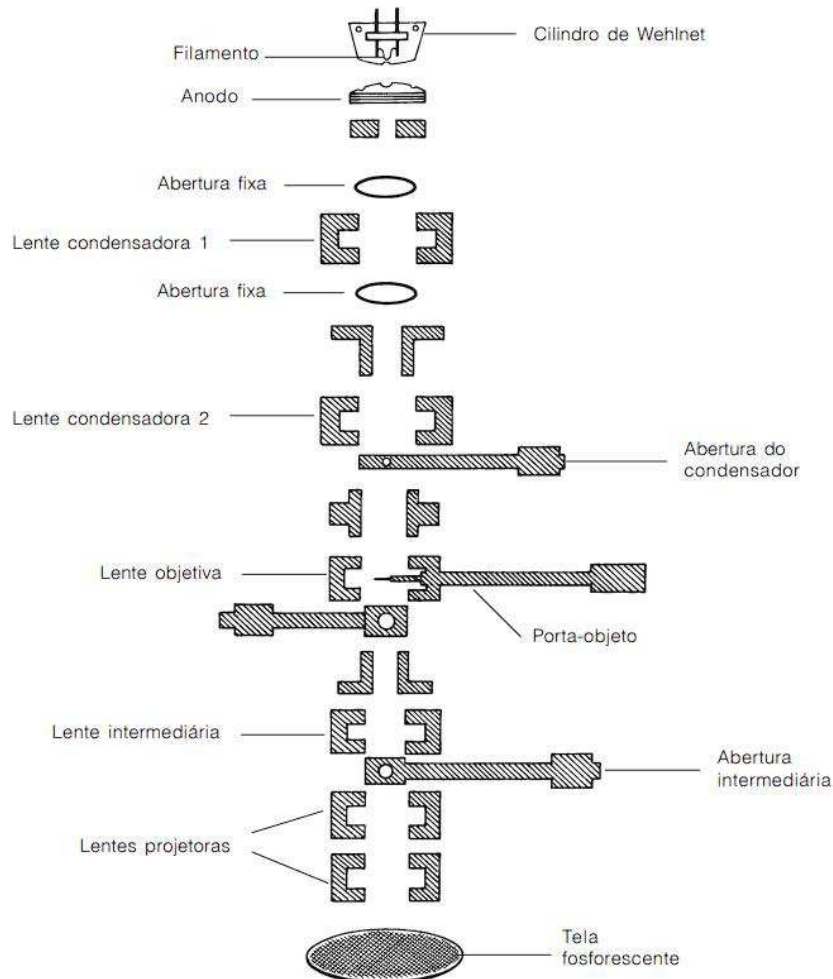 Cilindro de Wehlnet
Filamento
Anodo
Abertura fixa
Lente condensadora 1
Abertura fixa
Lente condensadora 2
Abertura do
condensador
Lente objetiva
Porta-objeto
Lente intermediária
Abertura
intermediária
Lentes projetoras
Tela
fosforescente